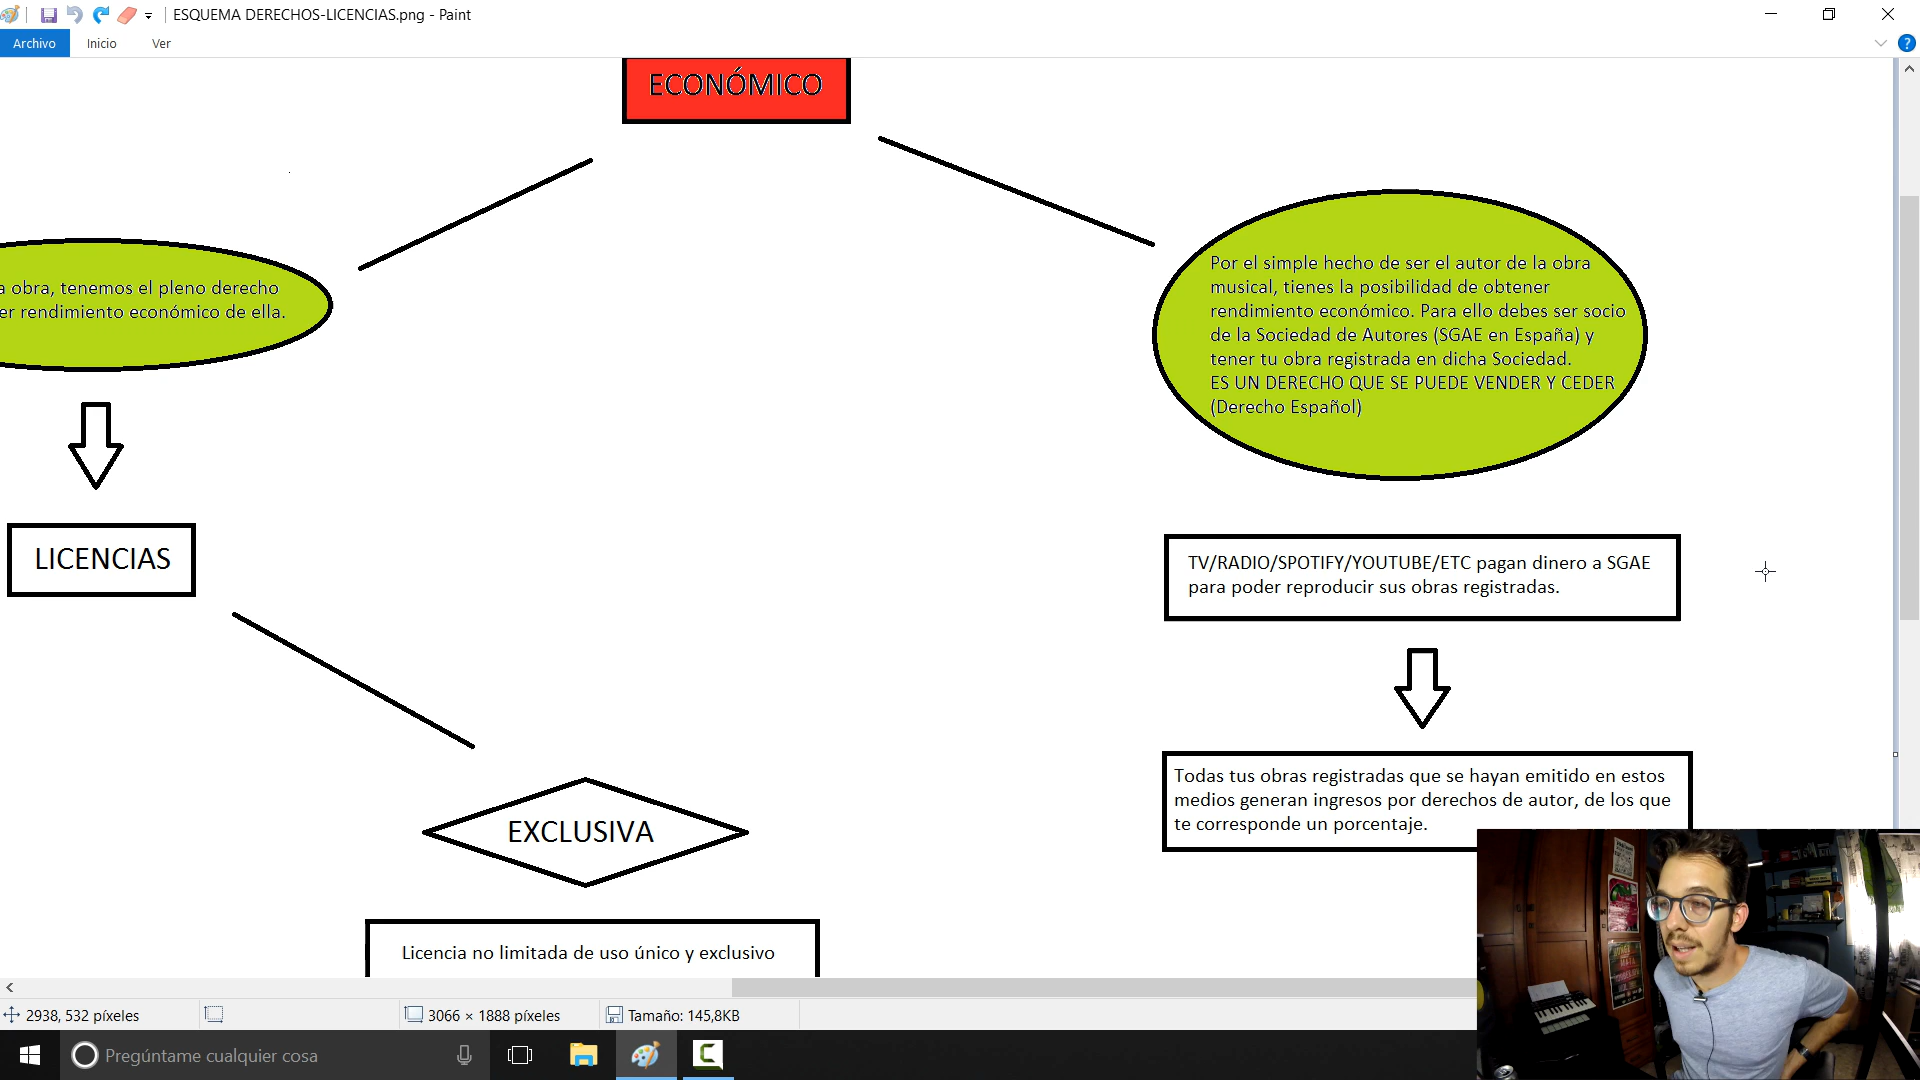 ESQUEMA DERECHOS-LICENCIAS.png - Paint
Archivo
Inicio
Ver
ECONÓMICO
a obra, tenemos el pleno derecho
er rendimiento económico de ella.
Por el simple hecho de ser el autor de la obra
musical, tienes la posibilidad de obtener
rendimiento económico. Para ello debes ser socio
de la Sociedad de Autores (SGAE en España) y
tener tu obra registrada en dicha Sociedad.
ES UN DERECHO QUE SE PUEDE VENDER Y CEDER
(Derecho Español)
LICENCIAS
TV/RADIO/SPOTIFY/YOUTUBE/ETC pagan dinero a SGAE
para poder reproducir sus obras registradas.
Todas tus obras registradas que se hayan emitido en estos
medios generan ingresos por derechos de autor, de los que
te corresponde un porcentaje.
EXCLUSIVA
Licencia no limitada de uso único y exclusivo
2938, 532 píxeles
3066 × 1888 píxeles
Tamaño: 145,8KB
Pregúntame cualquier cosa